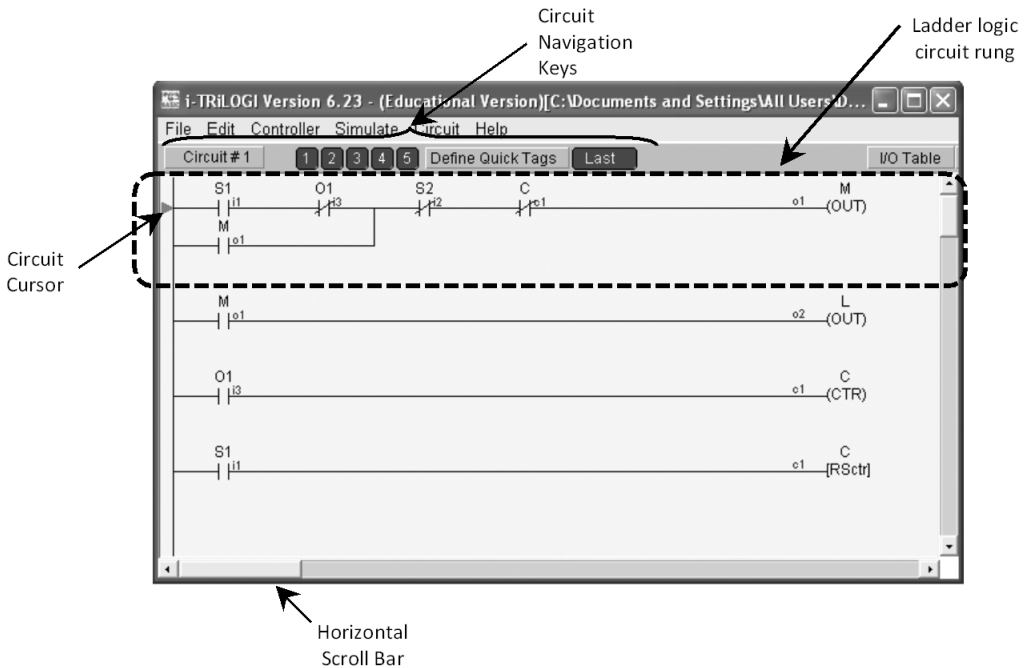 Circuit
Navigation
Keys
Ladder logic
circuit rung
i-TRiLOGI Version 6.23 - (Educational Version)[C:\Documents and Settings\All Users\D...
File Edit Controller Simulate Circuit Help
Circuit # 1 1 2 3 4 5 Define Quick Tags Last I/O Table
S1 O1 S2 C M
i1 i3 i2 c1 o1 (OUT)
M
o1
Circuit
Cursor
M L
o1 o2 (OUT)
O1 C
i3 c1 (CTR)
S1 C
i1 c1 [RSctr]
Horizontal
Scroll Bar